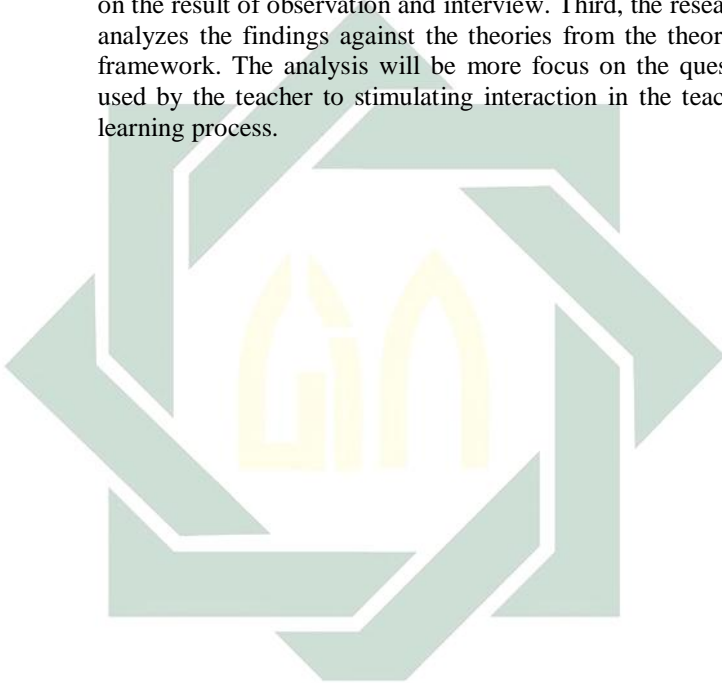 on the result of observation and interview. Third, the resea
analyzes the findings against the theories from the theor
framework. The analysis will be more focus on the ques
used by the teacher to stimulating interaction in the teac
learning process.
UIN